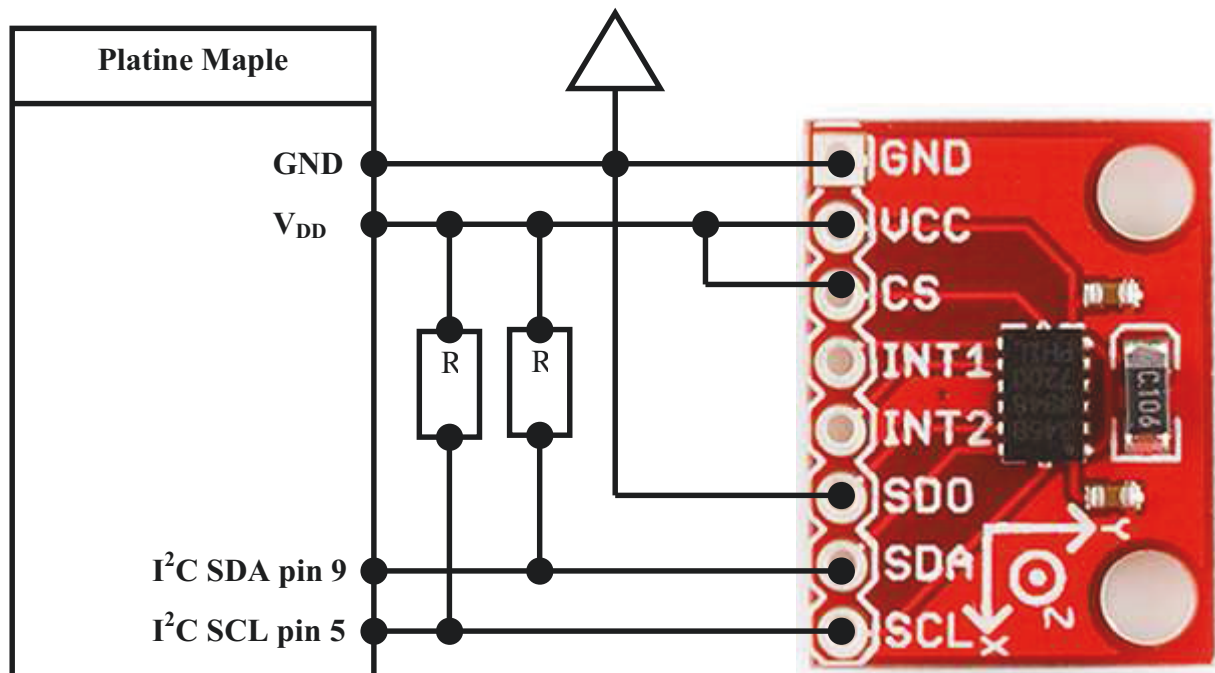 Platine Maple
GND
V_DD
I²C SDA pin 9
I²C SCL pin 5
R
R
GND
VCC
CS
INT1
INT2
SDO
SDA
SCL
X
Y
Z
C106